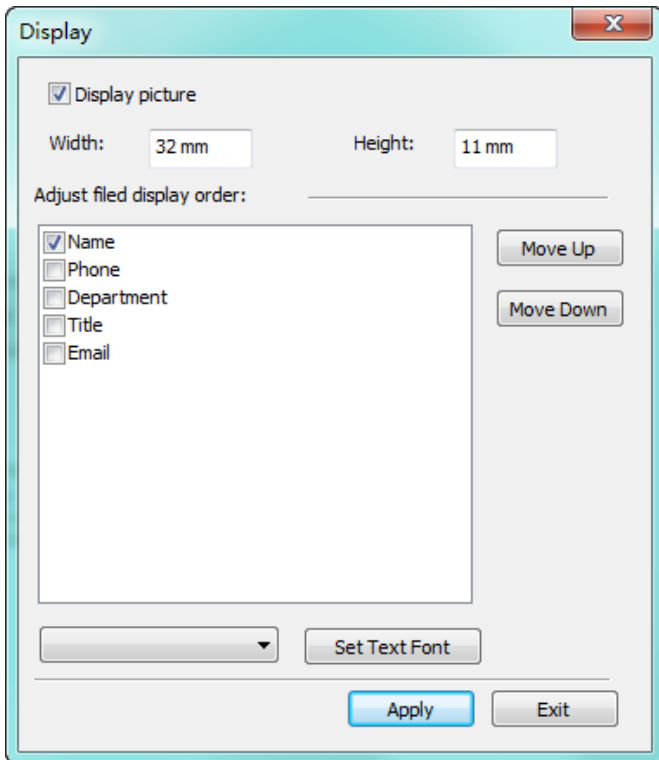 Display
Display picture
Width: 32 mm Height: 11 mm
Adjust filed display order:
Name
Move Up
Phone
Department
Move Down
Title
Email
Set Text Font
Apply Exit